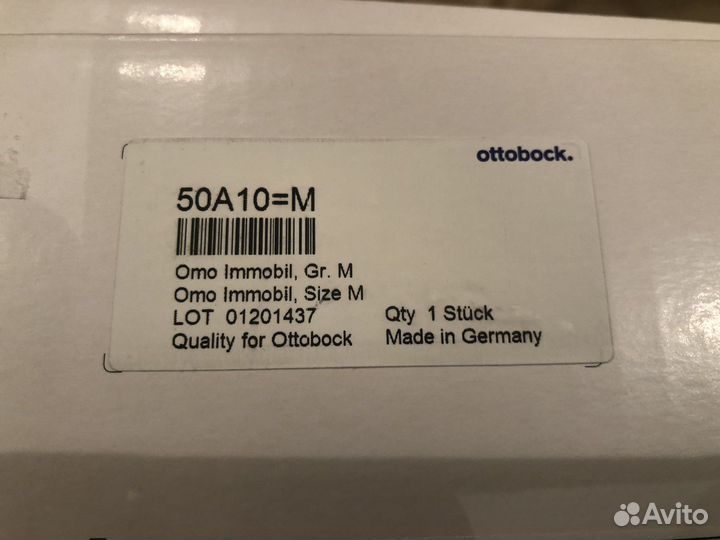 ottobock.
50A10=M
Omo Immobil, Gr. M
Omo Immobil, Size M
LOT 01201437 Qty 1 Stück
Quality for Ottobock Made in Germany
Avito